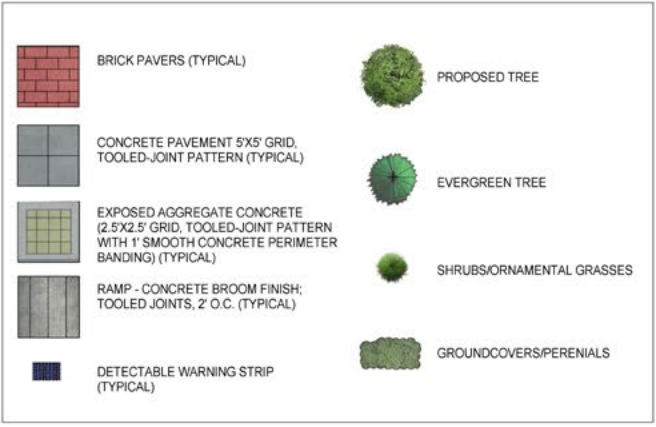 BRICK PAVERS (TYPICAL)
CONCRETE PAVEMENT 5'X5' GRID,
TOOLED-JOINT PATTERN (TYPICAL)
EXPOSED AGGREGATE CONCRETE
(2.5'X2.5' GRID, TOOLED-JOINT PATTERN
WITH 1' SMOOTH CONCRETE PERIMETER
BANDING) (TYPICAL)
RAMP - CONCRETE BROOM FINISH;
TOOLED JOINTS, 2' O.C. (TYPICAL)
DETECTABLE WARNING STRIP
(TYPICAL)
PROPOSED TREE
EVERGREEN TREE
SHRUBS/ORNAMENTAL GRASSES
GROUNDCOVERS/PERENIALS